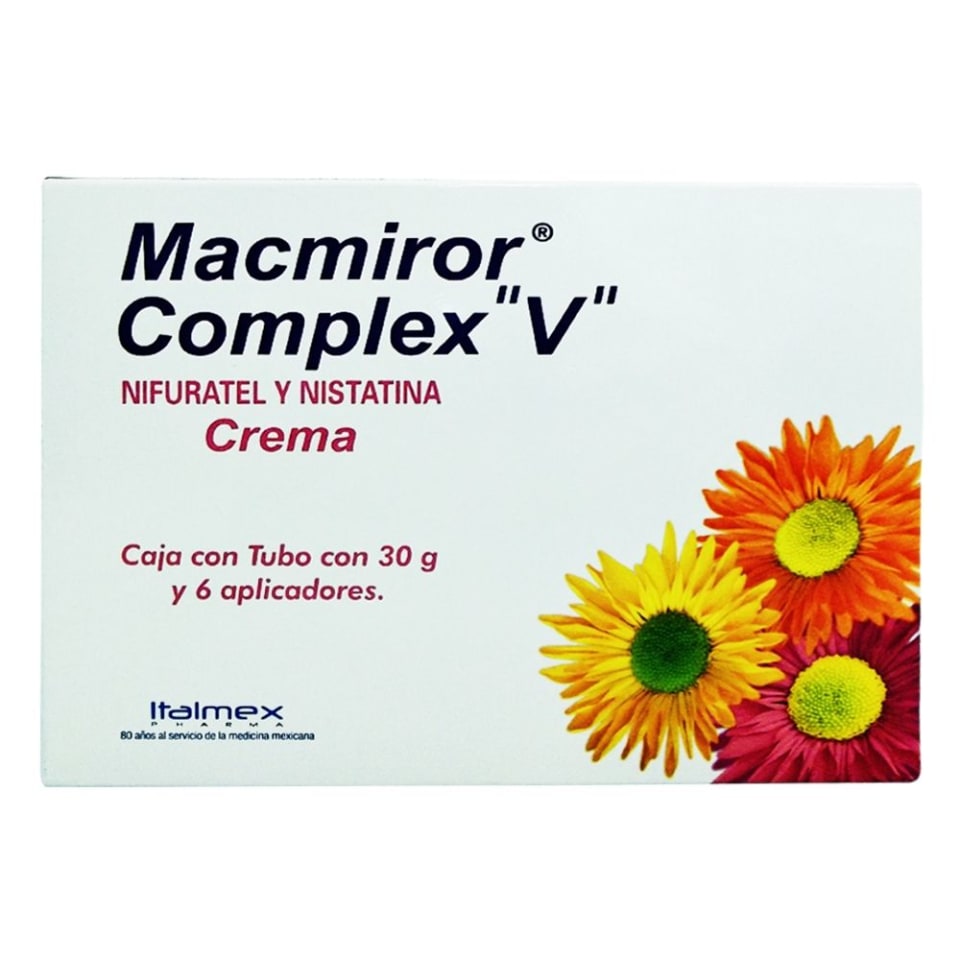 Macmiror®
Complex "V"
NIFURATEL Y NISTATINA
Crema
Caja con Tubo con 30 g
y 6 aplicadores.
Italmex
PHARMA
80 años al servicio de la medicina mexicana